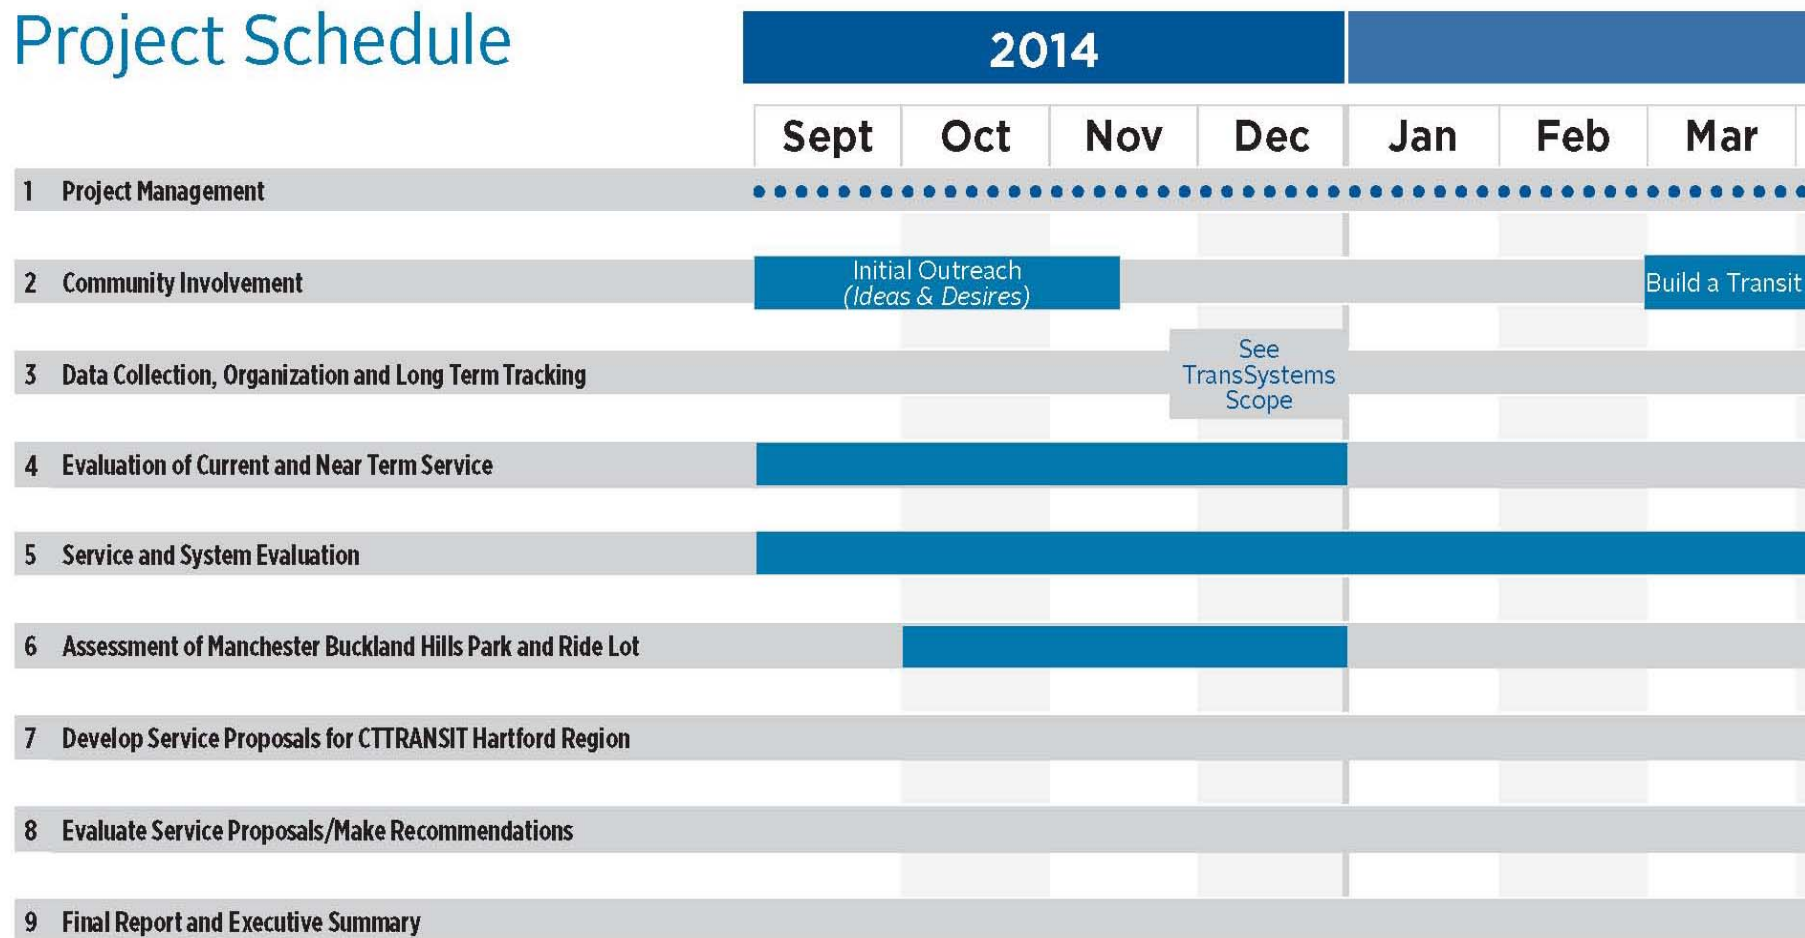 Project Schedule
2014
Sept Oct Nov Dec Jan Feb Mar
1 Project Management
2 Community Involvement
Initial Outreach
(Ideas & Desires)
Build a Transit
3 Data Collection, Organization and Long Term Tracking
See
TransSystems
Scope
4 Evaluation of Current and Near Term Service
5 Service and System Evaluation
6 Assessment of Manchester Buckland Hills Park and Ride Lot
7 Develop Service Proposals for CTTRANSIT Hartford Region
8 Evaluate Service Proposals/Make Recommendations
9 Final Report and Executive Summary